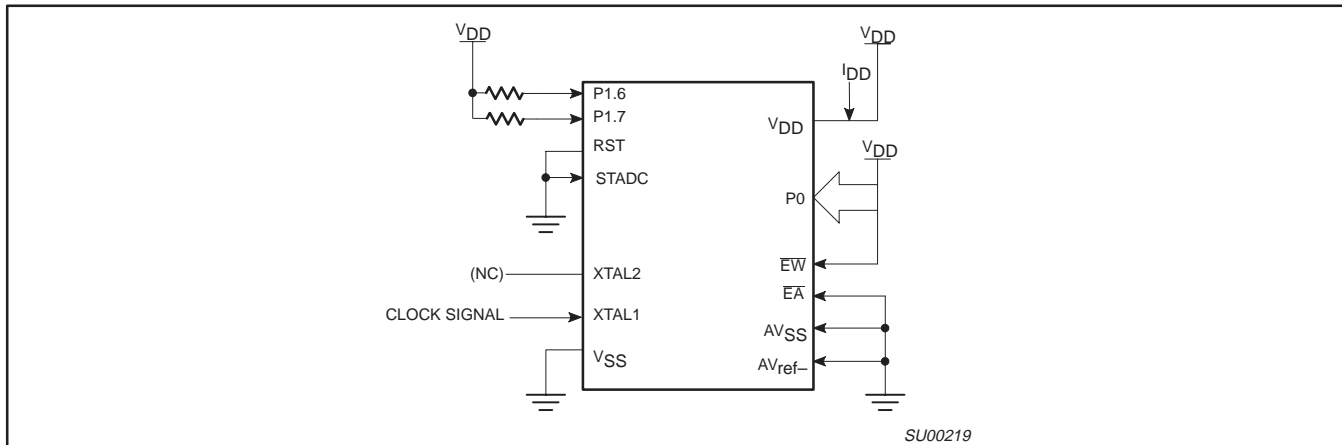 VDD
P1.6
P1.7
RST
STADC
(NC)
XTAL2
CLOCK SIGNAL
XTAL1
VSS
VDD
IDD
VDD
VDD
P0
EW
EA
AVSS
AVref–
SU00219